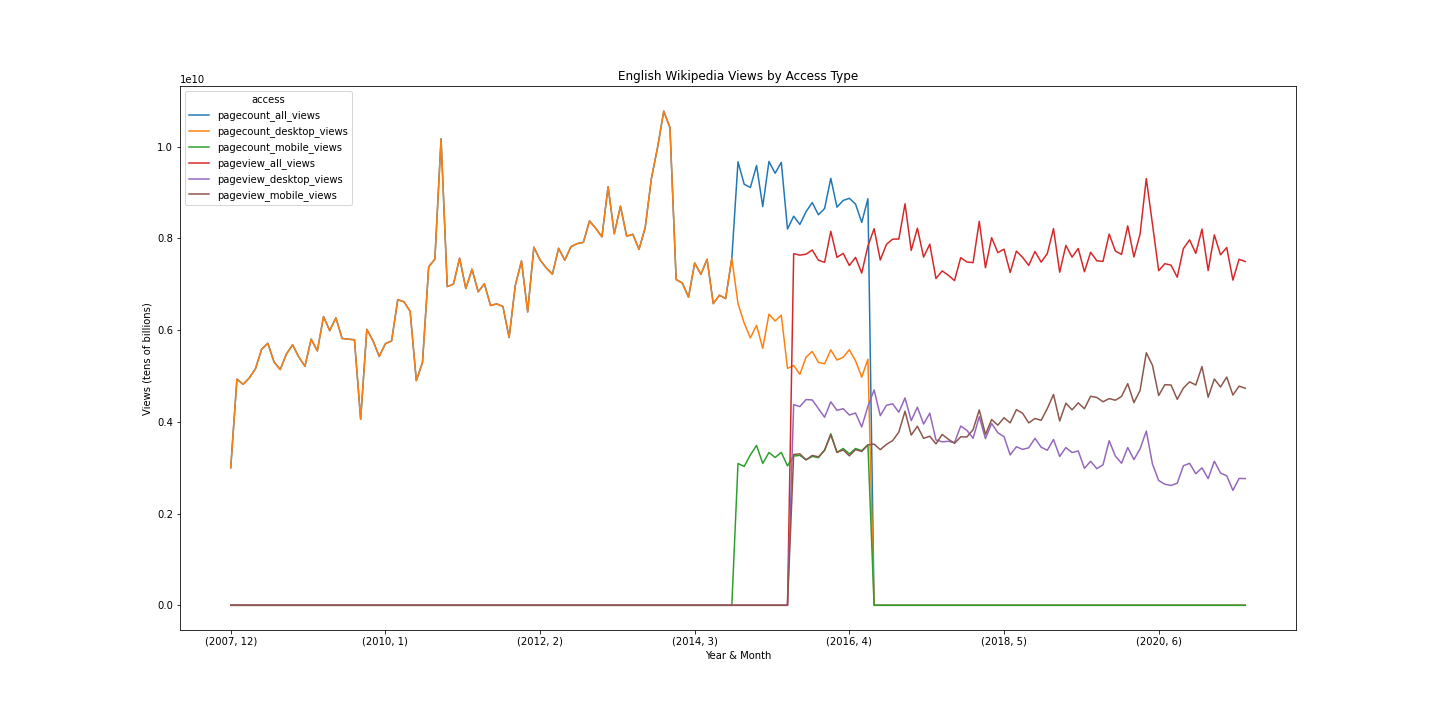 English Wikipedia Views by Access Type
1e10
access
pagecount_all_views
pagecount_desktop_views
pagecount_mobile_views
pageview_all_views
pageview_desktop_views
pageview_mobile_views
1.0
0.8
0.6
0.4
0.2
0.0
Views (tens of billions)
(2007, 12)
(2010, 1)
(2012, 2)
(2014, 3)
(2016, 4)
(2018, 5)
(2020, 6)
Year & Month